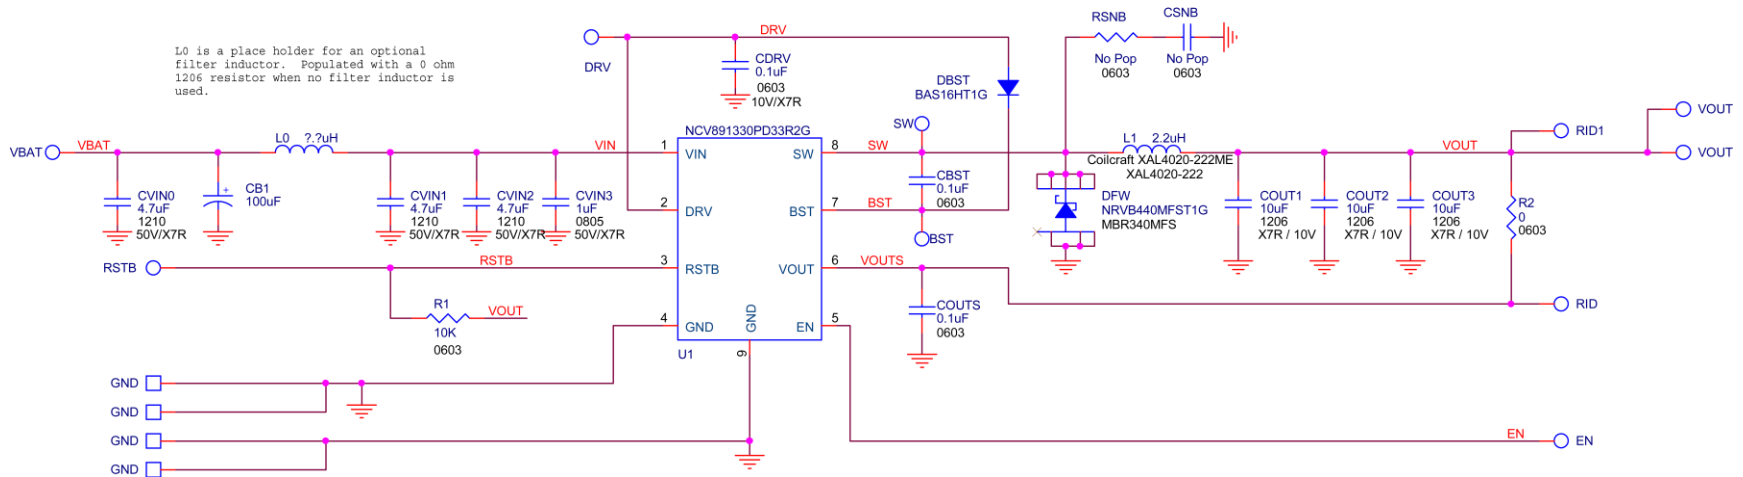 L0 is a place holder for an optional
filter inductor.  Populated with a 0 ohm
1206 resistor when no filter inductor is
used.
DRV
DRV
CDRV
0.1uF
0603
10V/X7R
DBST
BAS16HT1G
RSNB
No Pop
0603
CSNB
No Pop
0603
VBAT
VBAT
L0
?.?uH
VIN
CVIN0
4.7uF
1210
50V/X7R
CB1
100uF
+
CVIN1
4.7uF
1210
50V/X7R
CVIN2
4.7uF
1210
50V/X7R
CVIN3
1uF
0805
50V/X7R
NCV891330PD33R2G
1
VIN
2
DRV
3
RSTB
4
GND
GND
9
SW
8
BST
7
VOUT
6
EN
5
U1
SW
SW
CBST
0.1uF
0603
BST
BST
VOUTS
COUTS
0.1uF
0603
L1
2.2uH
Coilcraft XAL4020-222ME
XAL4020-222
DFW
NRVB440MFST1G
MBR340MFS
COUT1
10uF
1206
X7R / 10V
COUT2
10uF
1206
X7R / 10V
COUT3
10uF
1206
X7R / 10V
VOUT
RID1
VOUT
VOUT
R2
0
0603
RID
RSTB
RSTB
R1
10K
0603
VOUT
GND
GND
GND
GND
EN
EN